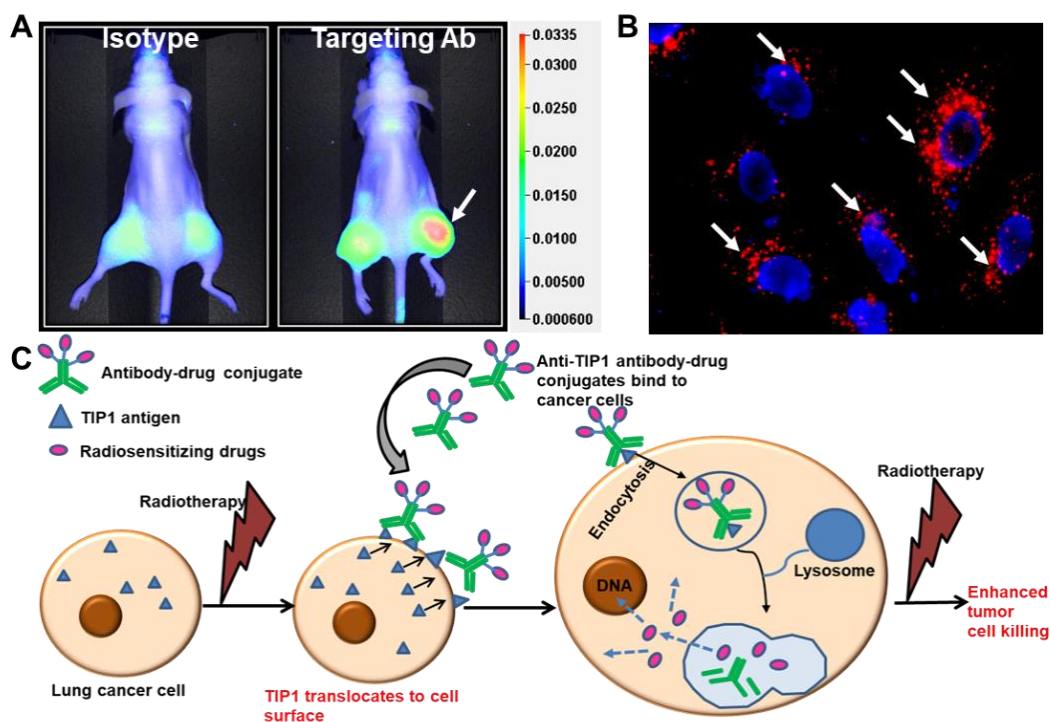 A
Isotype
Targeting Ab
0.0335
0.0300
0.0250
0.0200
0.0150
0.0100
0.00500
0.000600
B
C
Antibody-drug conjugate
TIP1 antigen
Radiosensitizing drugs
Anti-TIP1 antibody-drug
conjugates bind to
cancer cells
Radiotherapy
Endocytosis
Lysosome
DNA
Radiotherapy
Enhanced
tumor
cell killing
Lung cancer cell
TIP1 translocates to cell
surface